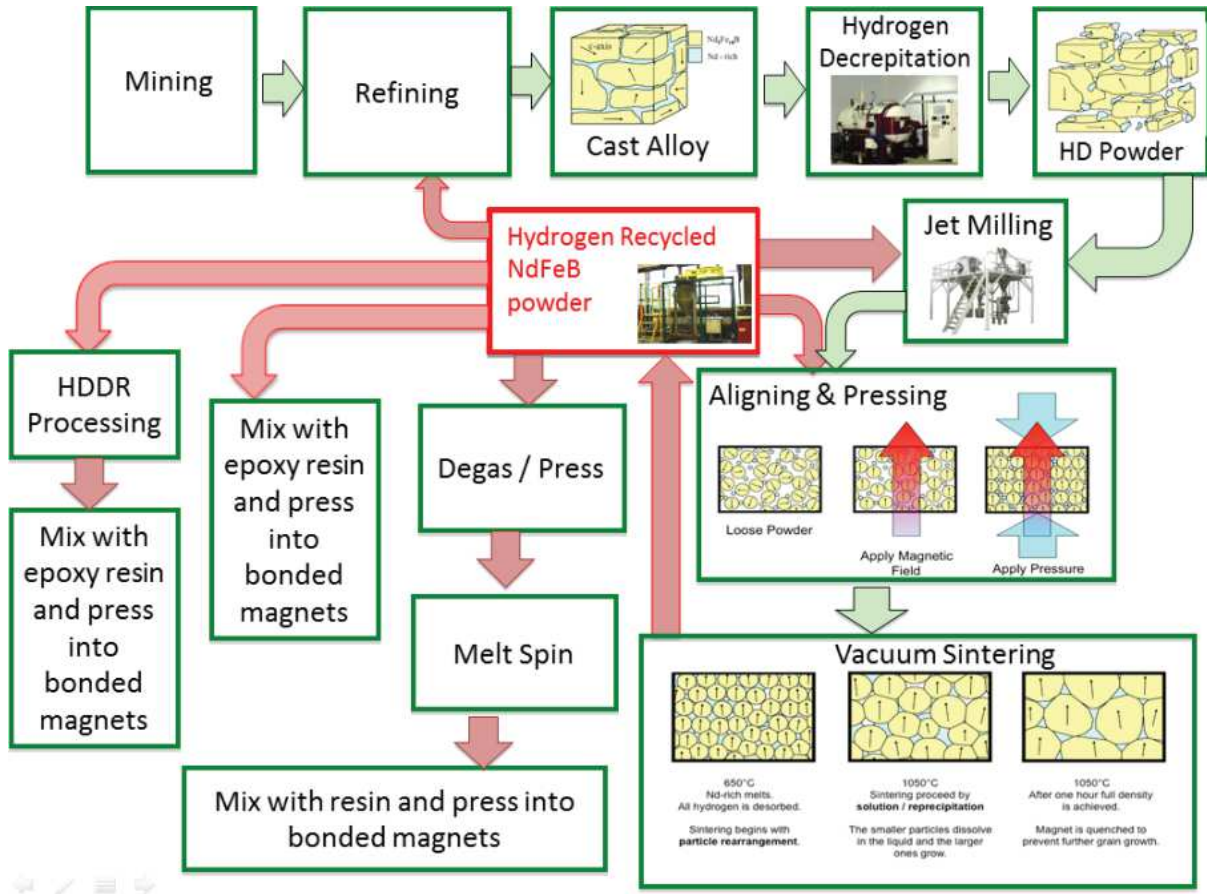 Mining
Refining
c-axis
Nd₂Fe₁₄B
Nd - rich
Cast Alloy
Hydrogen
Decrepitation
HD Powder
Hydrogen Recycled
NdFeB
powder
Jet Milling
HDDR
Processing
Mix with
epoxy resin
and press
into
bonded
magnets
Mix with
epoxy resin
and press
into
bonded
magnets
Degas / Press
Melt Spin
Mix with resin and press into
bonded magnets
Aligning & Pressing
Loose Powder
Apply Magnetic
Field
Apply Pressure
Vacuum Sintering
650°C
Nd-rich melts.
All hydrogen is desorbed.
Sintering begins with
particle rearrangement.
1050°C
Sintering proceed by
solution / reprecipitation
The smaller particles dissolve
in the liquid and the larger
ones grow.
1050°C
After one hour full density
is achieved.
Magnet is quenched to
prevent further grain growth.